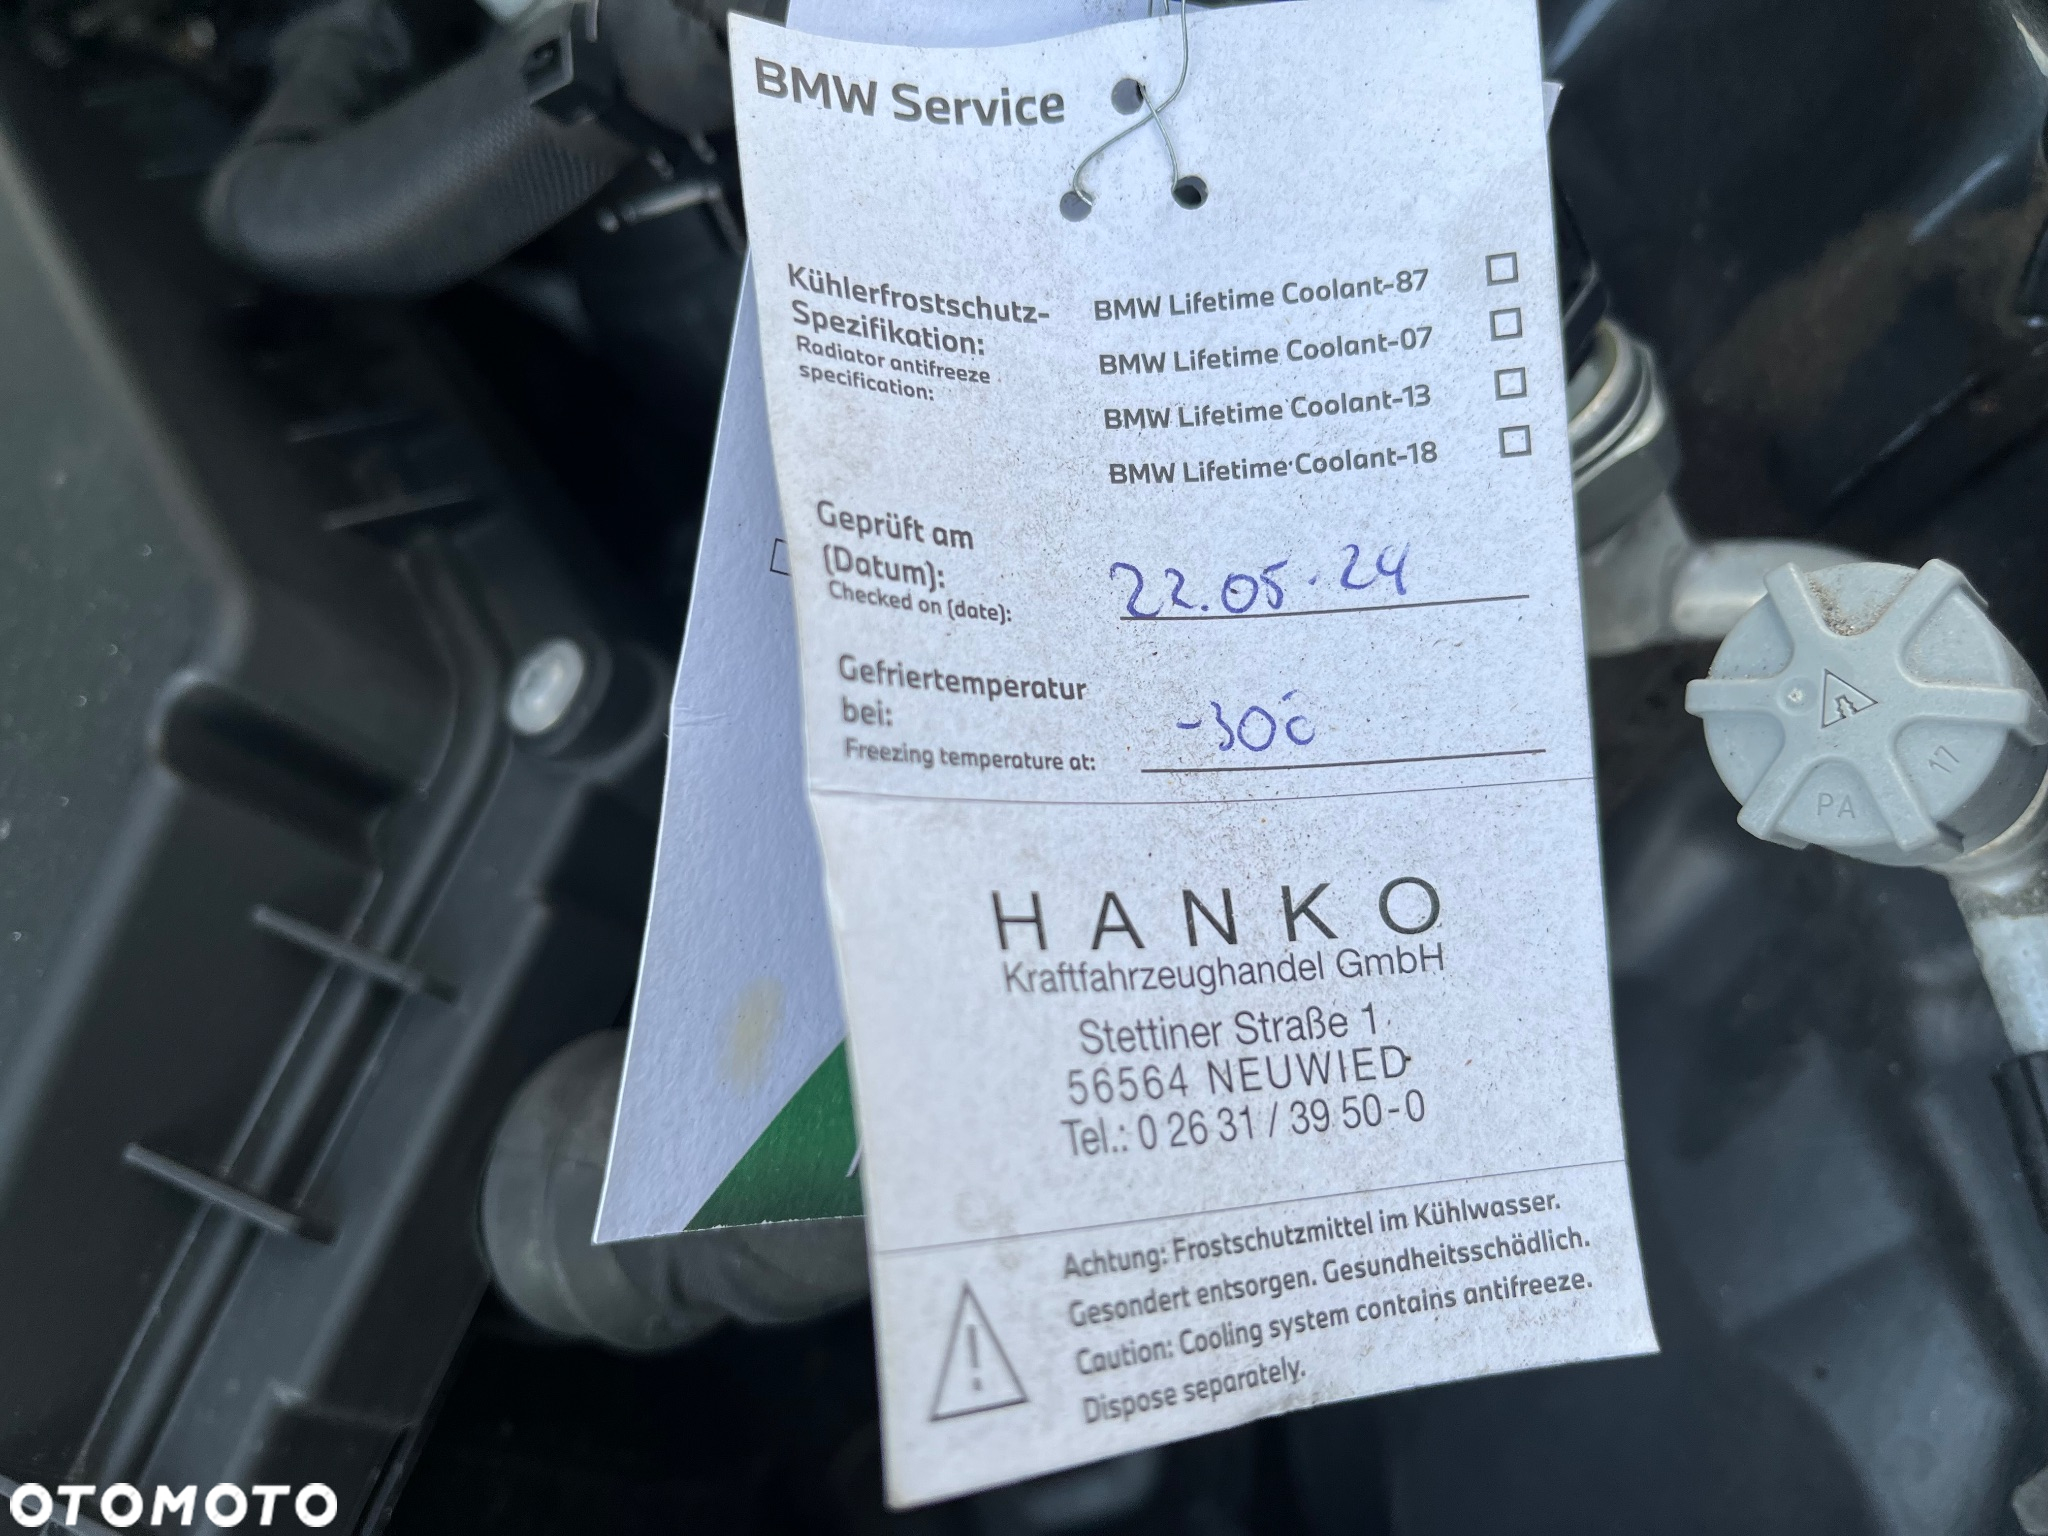 BMW Service
Kühlerfrostschutz-
Spezifikation:
Radiator antifreeze
specification:
BMW Lifetime Coolant-87
BMW Lifetime Coolant-07
BMW Lifetime Coolant-13
BMW Lifetime Coolant-18
Geprüft am
(Datum):
Checked on (date):
22.05.24
Gefriertemperatur
bei:
Freezing temperature at:
-30°C
HANKO
Kraftfahrzeughandel GmbH
Stettiner Straße 1
56564 NEUWIED
Tel.: 0 26 31 / 39 50-0
Achtung: Frostschutzmittel im Kühlwasser.
Gesondert entsorgen. Gesundheitsschädlich.
Caution: Cooling system contains antifreeze.
Dispose separately.
17
PA
OTOMOTO